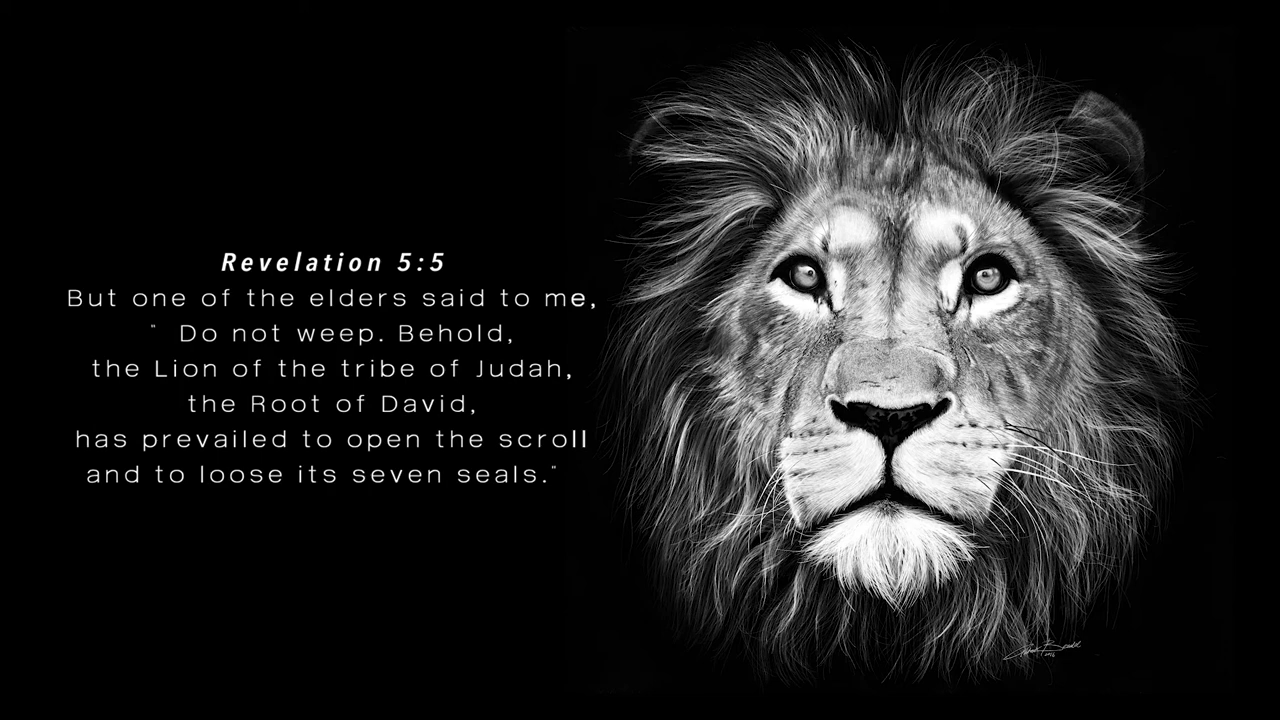 Revelation 5:5
But one of the elders said to me,
" Do not weep. Behold,
the Lion of the tribe of Judah,
the Root of David,
has prevailed to open the scroll
and to loose its seven seals."